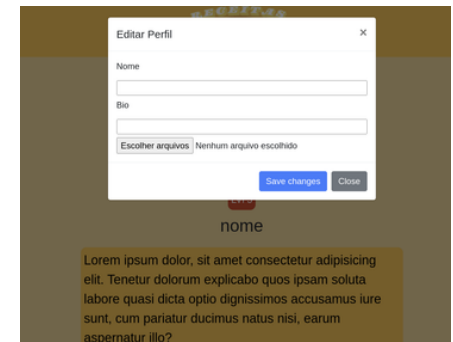 RECEIT.AS
Editar Perfil ×
Nome
Bio
Escolher arquivos Nenhum arquivo escolhido
Save changes Close
nome
Lorem ipsum dolor, sit amet consectetur adipisicing
elit. Tenetur dolorum explicabo quos ipsam soluta
labore quasi dicta optio dignissimos accusamus iure
sunt, cum pariatur ducimus natus nisi, earum
aspernatur illo?